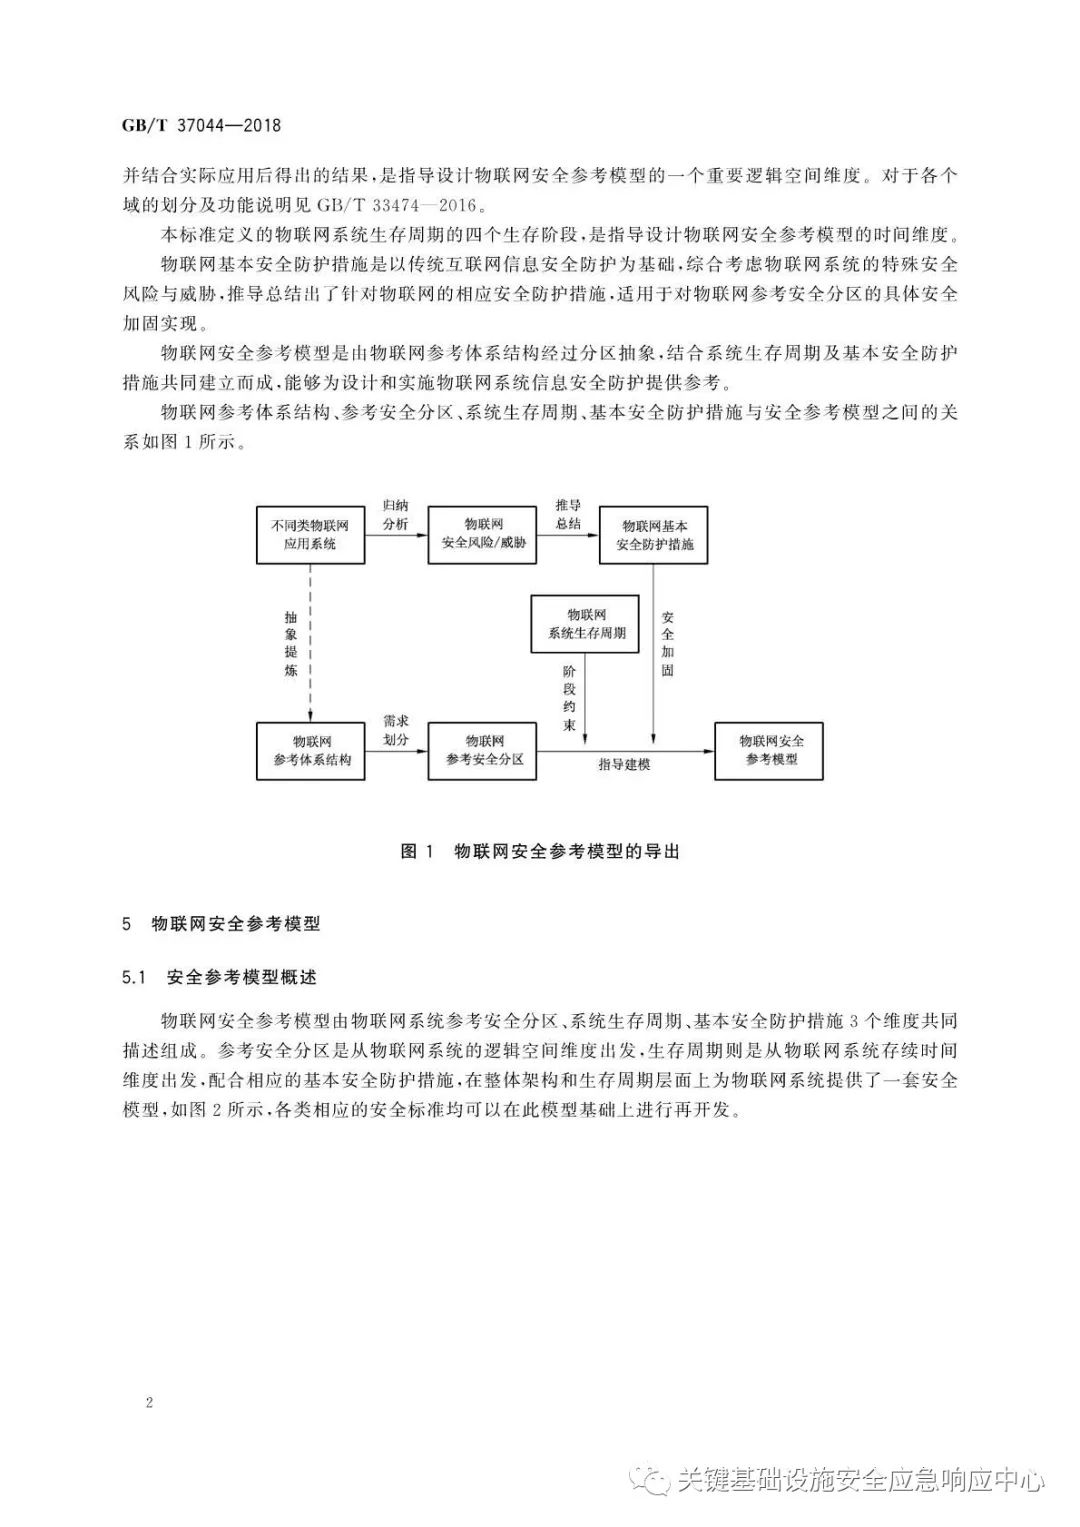 GB/T 37044—2018
并结合实际应用后得出的结果,是指导设计物联网安全参考模型的一个重要逻辑空间维度。对于各个
域的划分及功能说明见 GB/T 33474—2016。
本标准定义的物联网系统生存周期的四个生存阶段,是指导设计物联网安全参考模型的时间维度。
物联网基本安全防护措施是以传统互联网信息安全防护为基础,综合考虑物联网系统的特殊安全
风险与威胁,推导总结出了针对物联网的相应安全防护措施,适用于对物联网参考安全分区的具体安全
加固实现。
物联网安全参考模型是由物联网参考体系结构经过分区抽象,结合系统生存周期及基本安全防护
措施共同建立而成,能够为设计和实施物联网系统信息安全防护提供参考。
物联网参考体系结构、参考安全分区、系统生存周期、基本安全防护措施与安全参考模型之间的关
系如图 1 所示。
不同类物联网
应用系统
归纳
分析
物联网
安全风险/威胁
推导
总结
物联网基本
安全防护措施
抽象提炼
物联网
系统生存周期
安全加固
阶段约束
物联网
参考体系结构
需求
划分
物联网
参考安全分区
指导建模
物联网安全
参考模型
图 1 物联网安全参考模型的导出
5 物联网安全参考模型
5.1 安全参考模型概述
物联网安全参考模型由物联网系统参考安全分区、系统生存周期、基本安全防护措施 3 个维度共同
描述组成。参考安全分区是从物联网系统的逻辑空间维度出发,生存周期则是从物联网系统存续时间
维度出发,配合相应的基本安全防护措施,在整体架构和生存周期层面上为物联网系统提供了一套安全
模型,如图 2 所示,各类相应的安全标准均可以在此模型基础上进行再开发。
2
关键基础设施安全应急响应中心